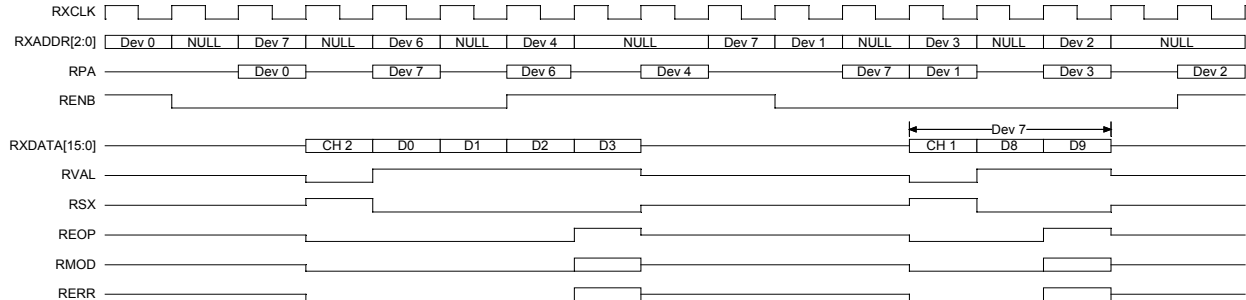 RXCLK
RXADDR[2:0] Dev 0 NULL Dev 7 NULL Dev 6 NULL Dev 4 NULL Dev 7 Dev 1 NULL Dev 3 NULL Dev 2 NULL
RPA Dev 0 Dev 7 Dev 6 Dev 4 Dev 7 Dev 1 Dev 3 Dev 2
RENB
Dev 7
RXDATA[15:0] CH 2 D0 D1 D2 D3 CH 1 D8 D9
RVAL
RSX
REOP
RMOD
RERR